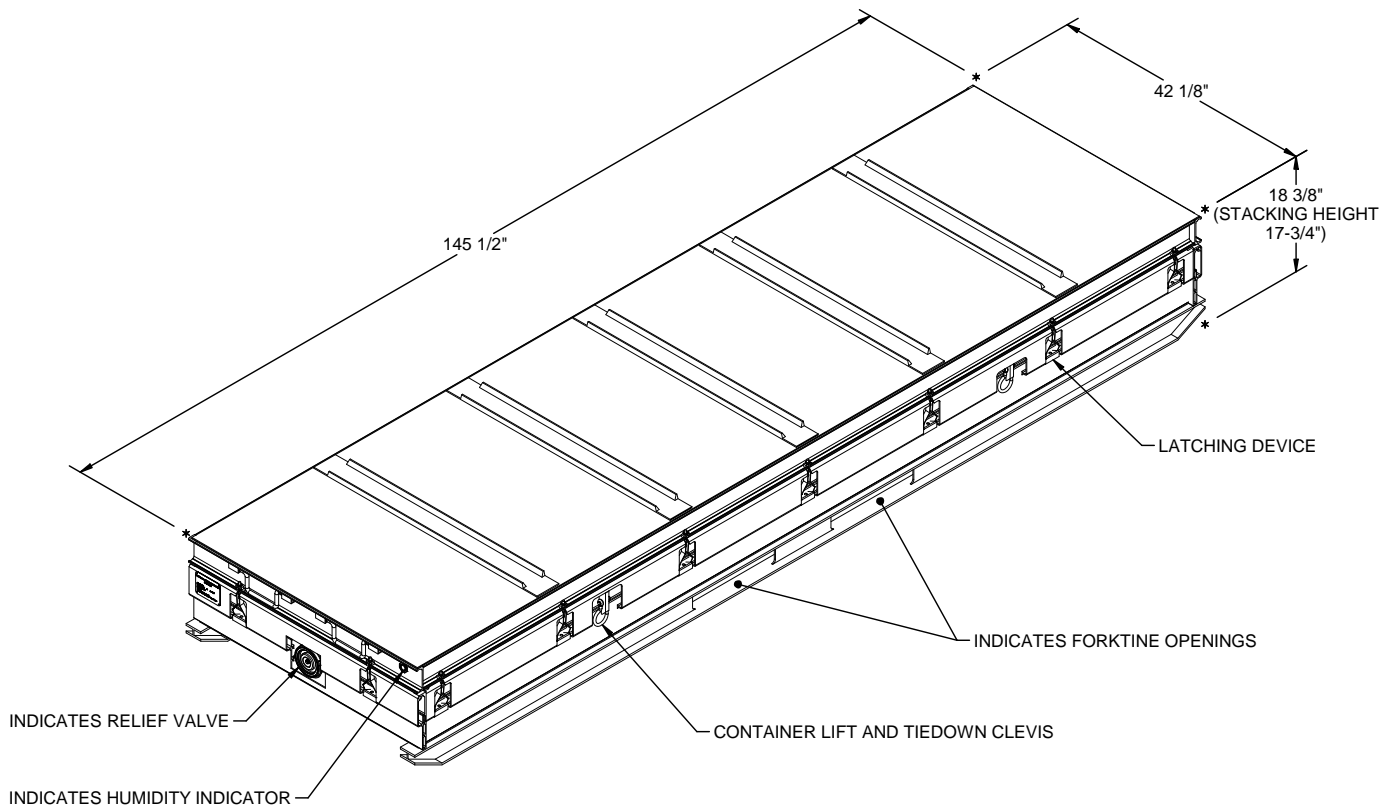 42 1/8"
18 3/8"
(STACKING HEIGHT
17-3/4")
145 1/2"
LATCHING DEVICE
INDICATES FORKTINE OPENINGS
INDICATES RELIEF VALVE
CONTAINER LIFT AND TIEDOWN CLEVIS
INDICATES HUMIDITY INDICATOR